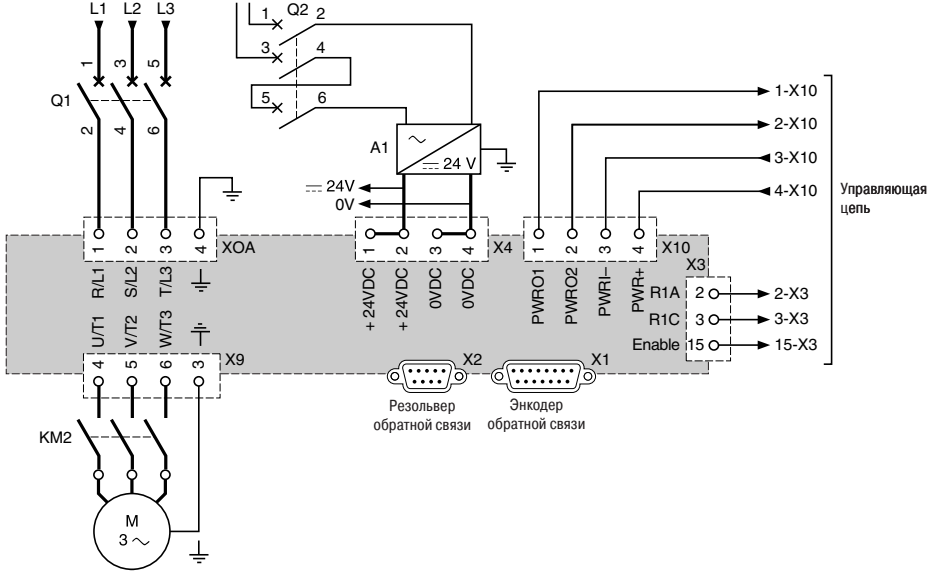 L1 L2 L3
1 3 5
Q1
2 4 6
Q2
1 2
3 4
5 6
A1
24 V
24V
0V
1-X10
2-X10
3-X10
4-X10
Управляющая
цепь
1 2 3 4
XOA
1 2 3 4
X4
1 2 3 4
X10
R/L1 S/L2 T/L3
+24VDC +24VDC 0VDC 0VDC
PWRO1 PWRO2 PWRI– PWR+
X3
R1A 2 2-X3
R1C 3 3-X3
Enable 15 15-X3
U/T1 V/T2 W/T3
4 5 6 3
X9
X2
X1
Резольвер
обратной связи
Энкодер
обратной связи
KM2
M
3